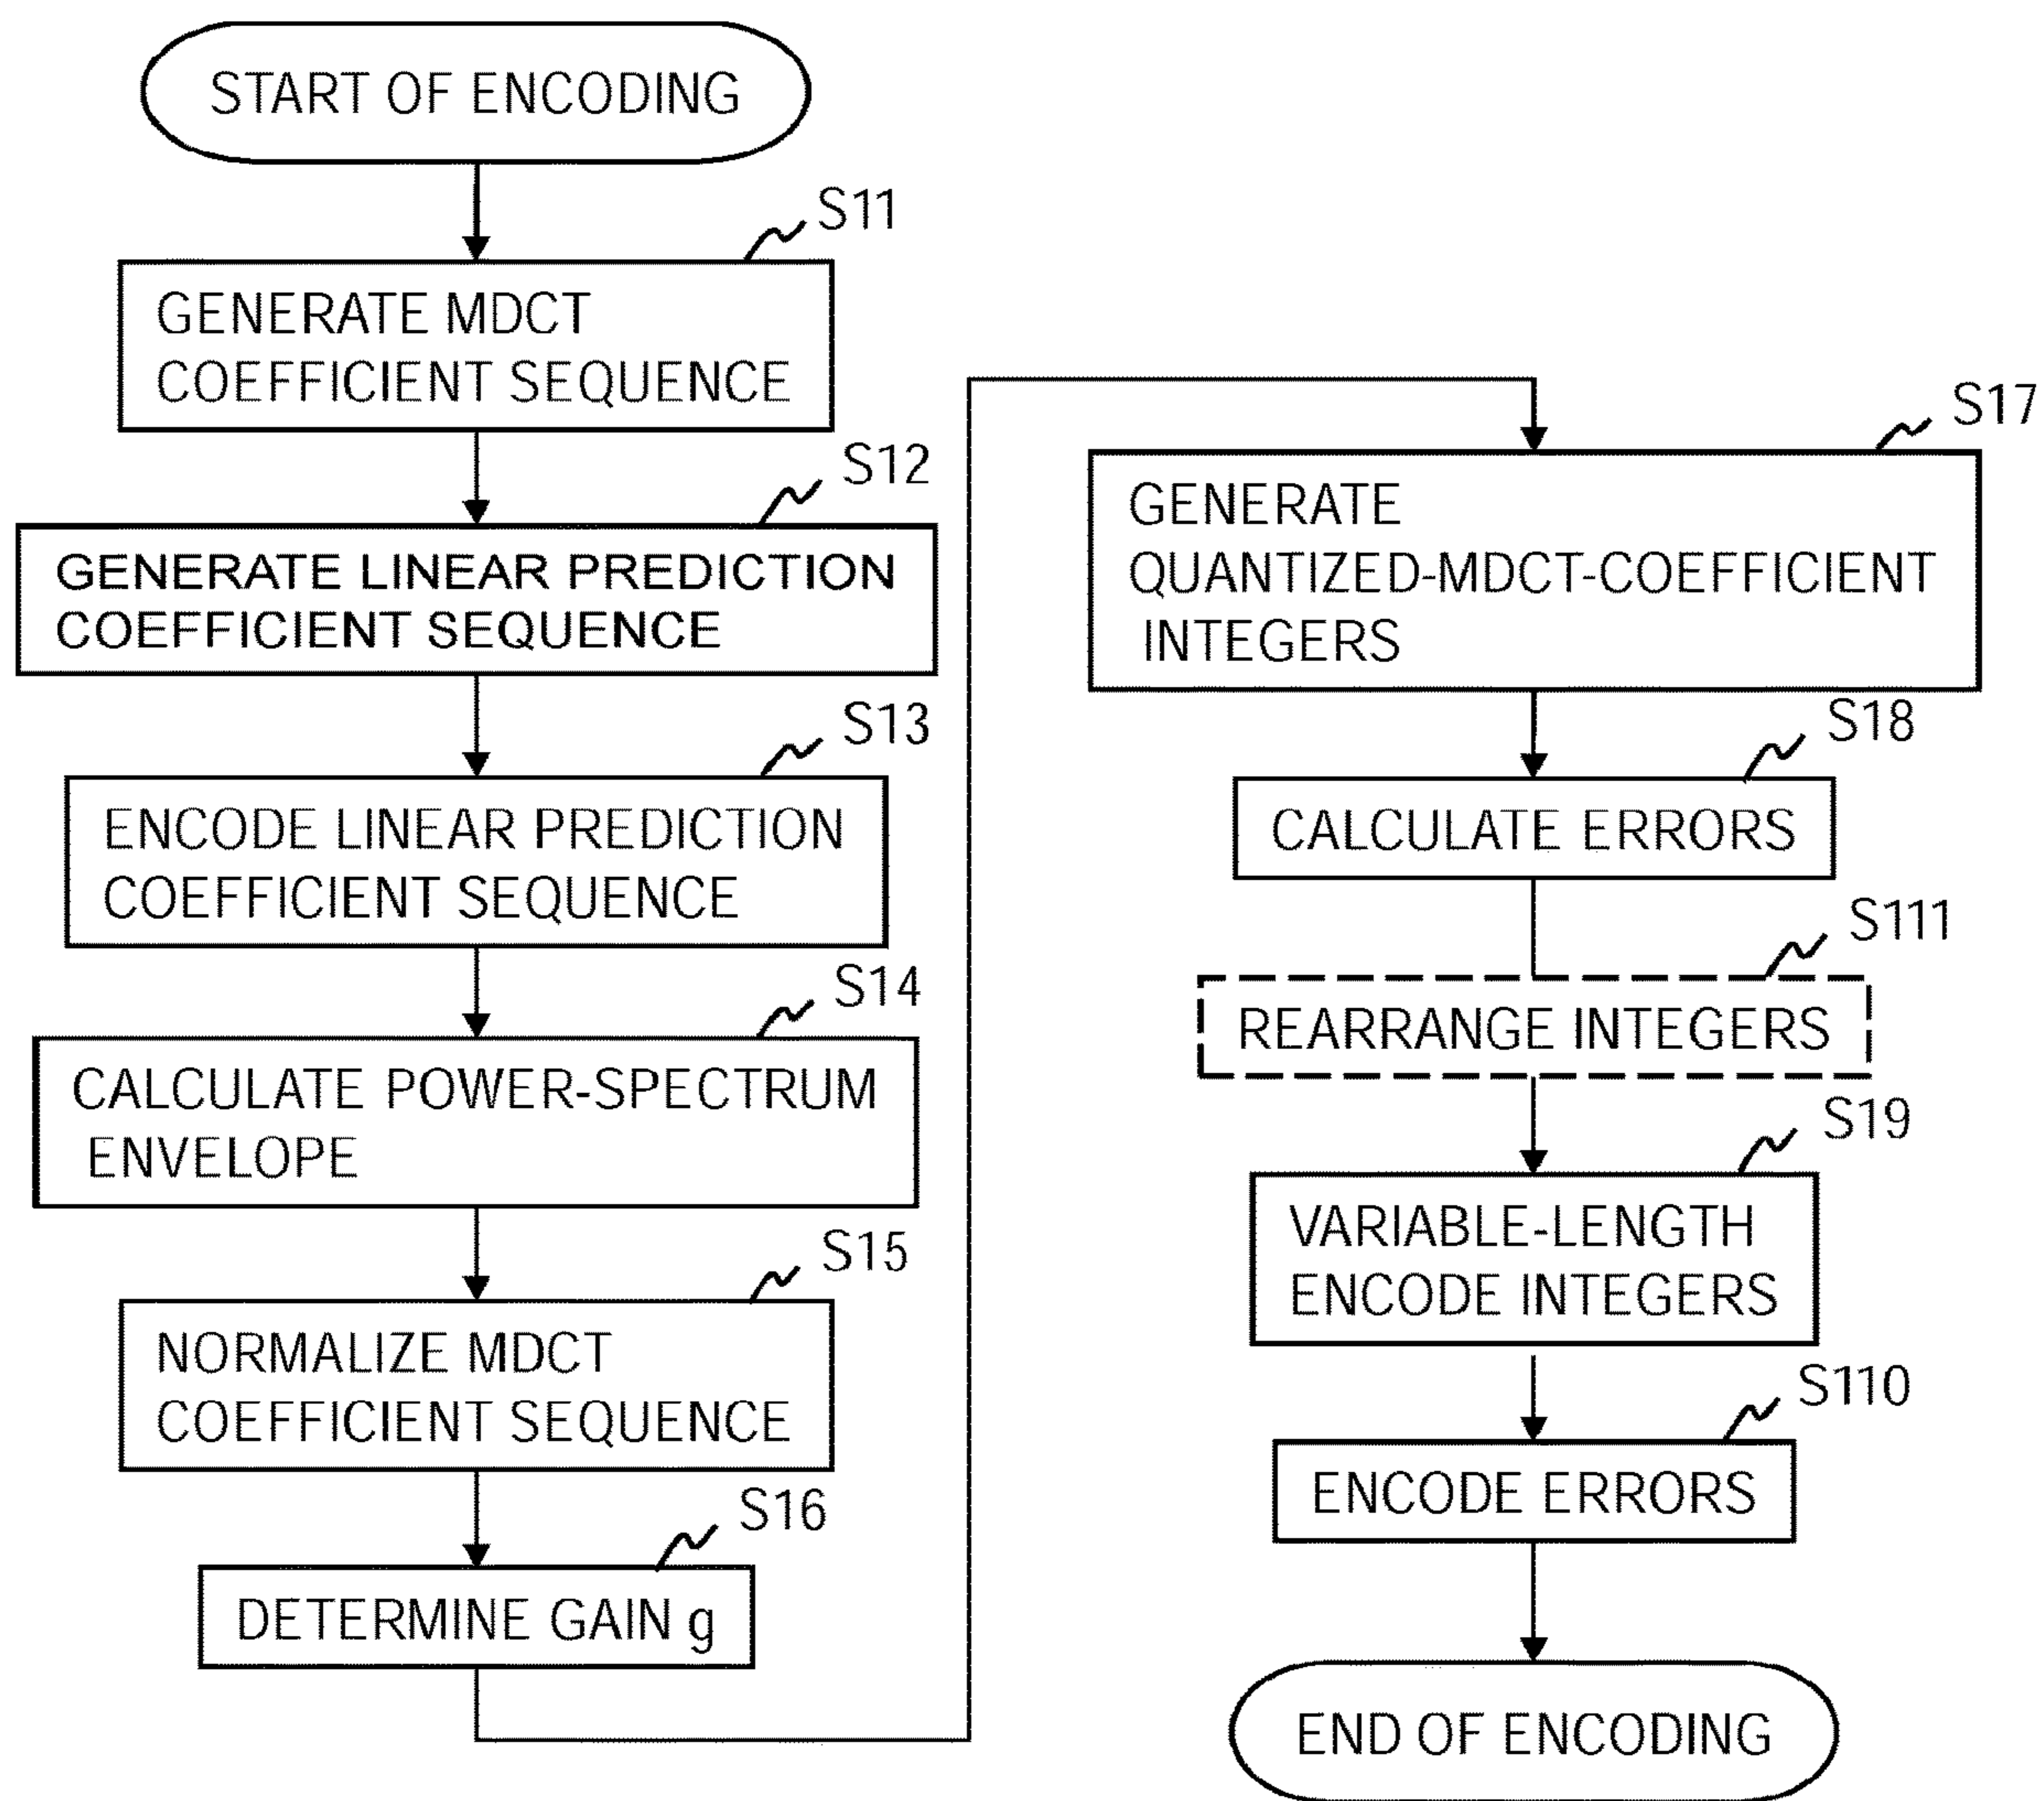 START OF ENCODING
S11
GENERATE MDCT
COEFFICIENT SEQUENCE
S12
GENERATE LINEAR PREDICTION
COEFFICIENT SEQUENCE
S13
ENCODE LINEAR PREDICTION
COEFFICIENT SEQUENCE
S14
CALCULATE POWER-SPECTRUM
ENVELOPE
S15
NORMALIZE MDCT
COEFFICIENT SEQUENCE
S16
DETERMINE GAIN g
S17
GENERATE
QUANTIZED-MDCT-COEFFICIENT
INTEGERS
S18
CALCULATE ERRORS
S111
REARRANGE INTEGERS
S19
VARIABLE-LENGTH
ENCODE INTEGERS
S110
ENCODE ERRORS
END OF ENCODING